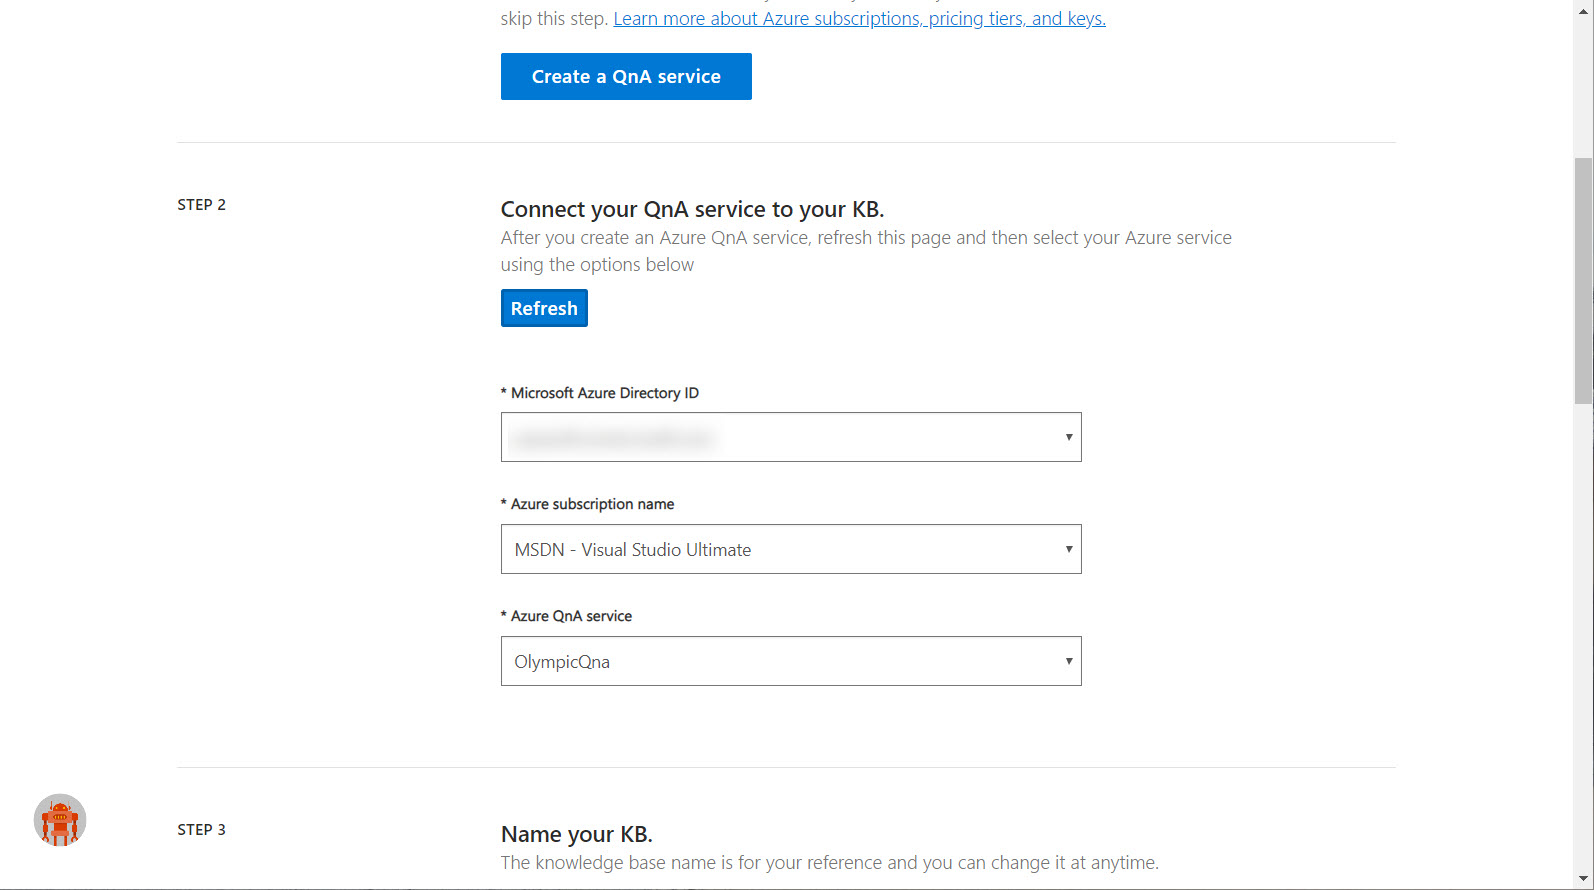 skip this step. Learn more about Azure subscriptions, pricing tiers, and keys.
Create a QnA service
STEP 2
Connect your QnA service to your KB.
After you create an Azure QnA service, refresh this page and then select your Azure service
using the options below
Refresh
* Microsoft Azure Directory ID
* Azure subscription name
MSDN - Visual Studio Ultimate
* Azure QnA service
OlympicQna
STEP 3
Name your KB.
The knowledge base name is for your reference and you can change it at anytime.